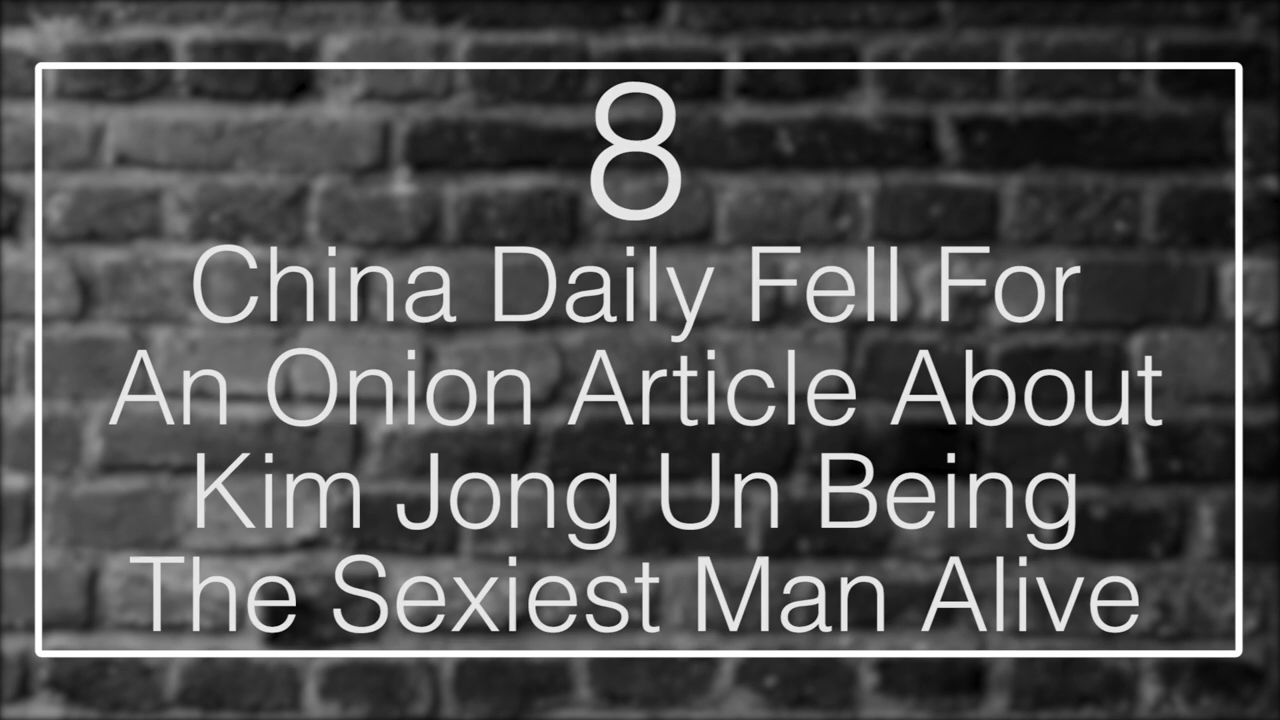 8
China Daily Fell For
An Onion Article About
Kim Jong Un Being
The Sexiest Man Alive